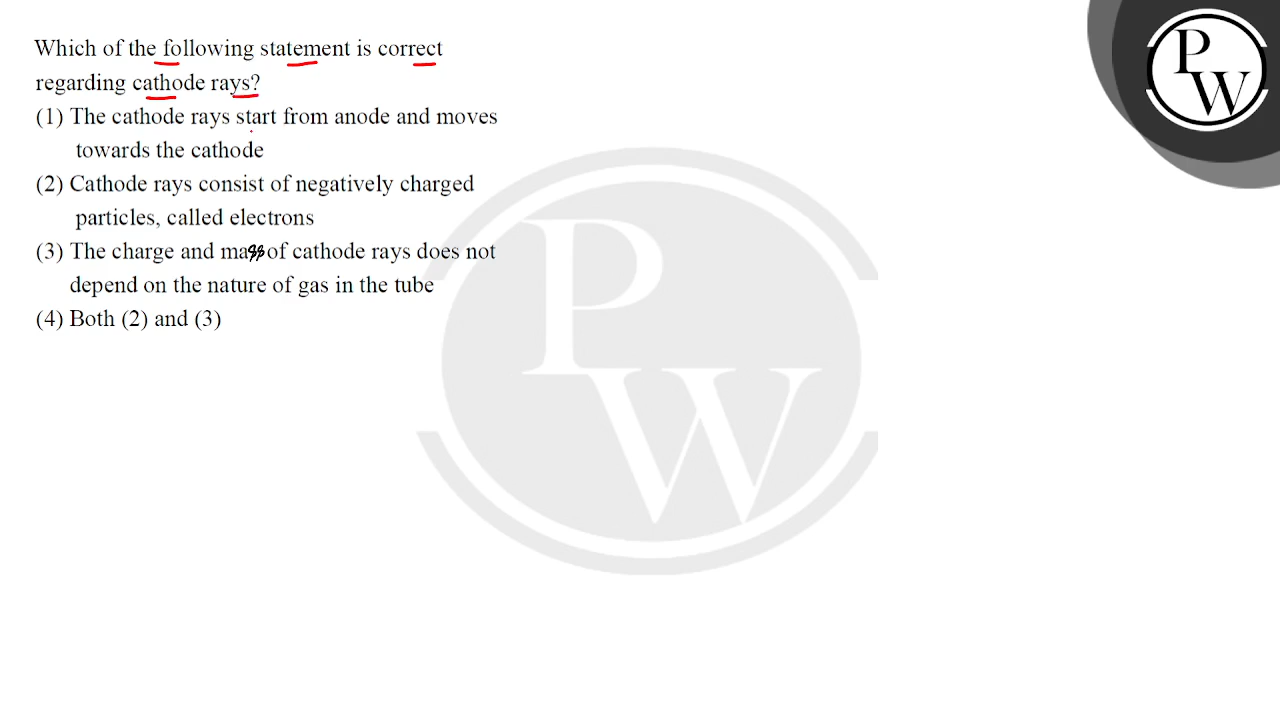 Which of the following statement is correct
regarding cathode rays?
(1) The cathode rays start from anode and moves
towards the cathode
(2) Cathode rays consist of negatively charged
particles, called electrons
(3) The charge and mass of cathode rays does not
depend on the nature of gas in the tube
(4) Both (2) and (3)
P
W
P
W